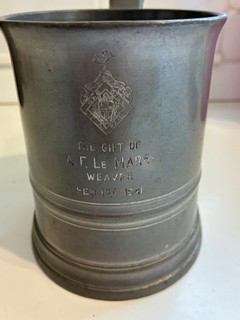 THE GIFT OF
A. F. LE MARE
WEAVER